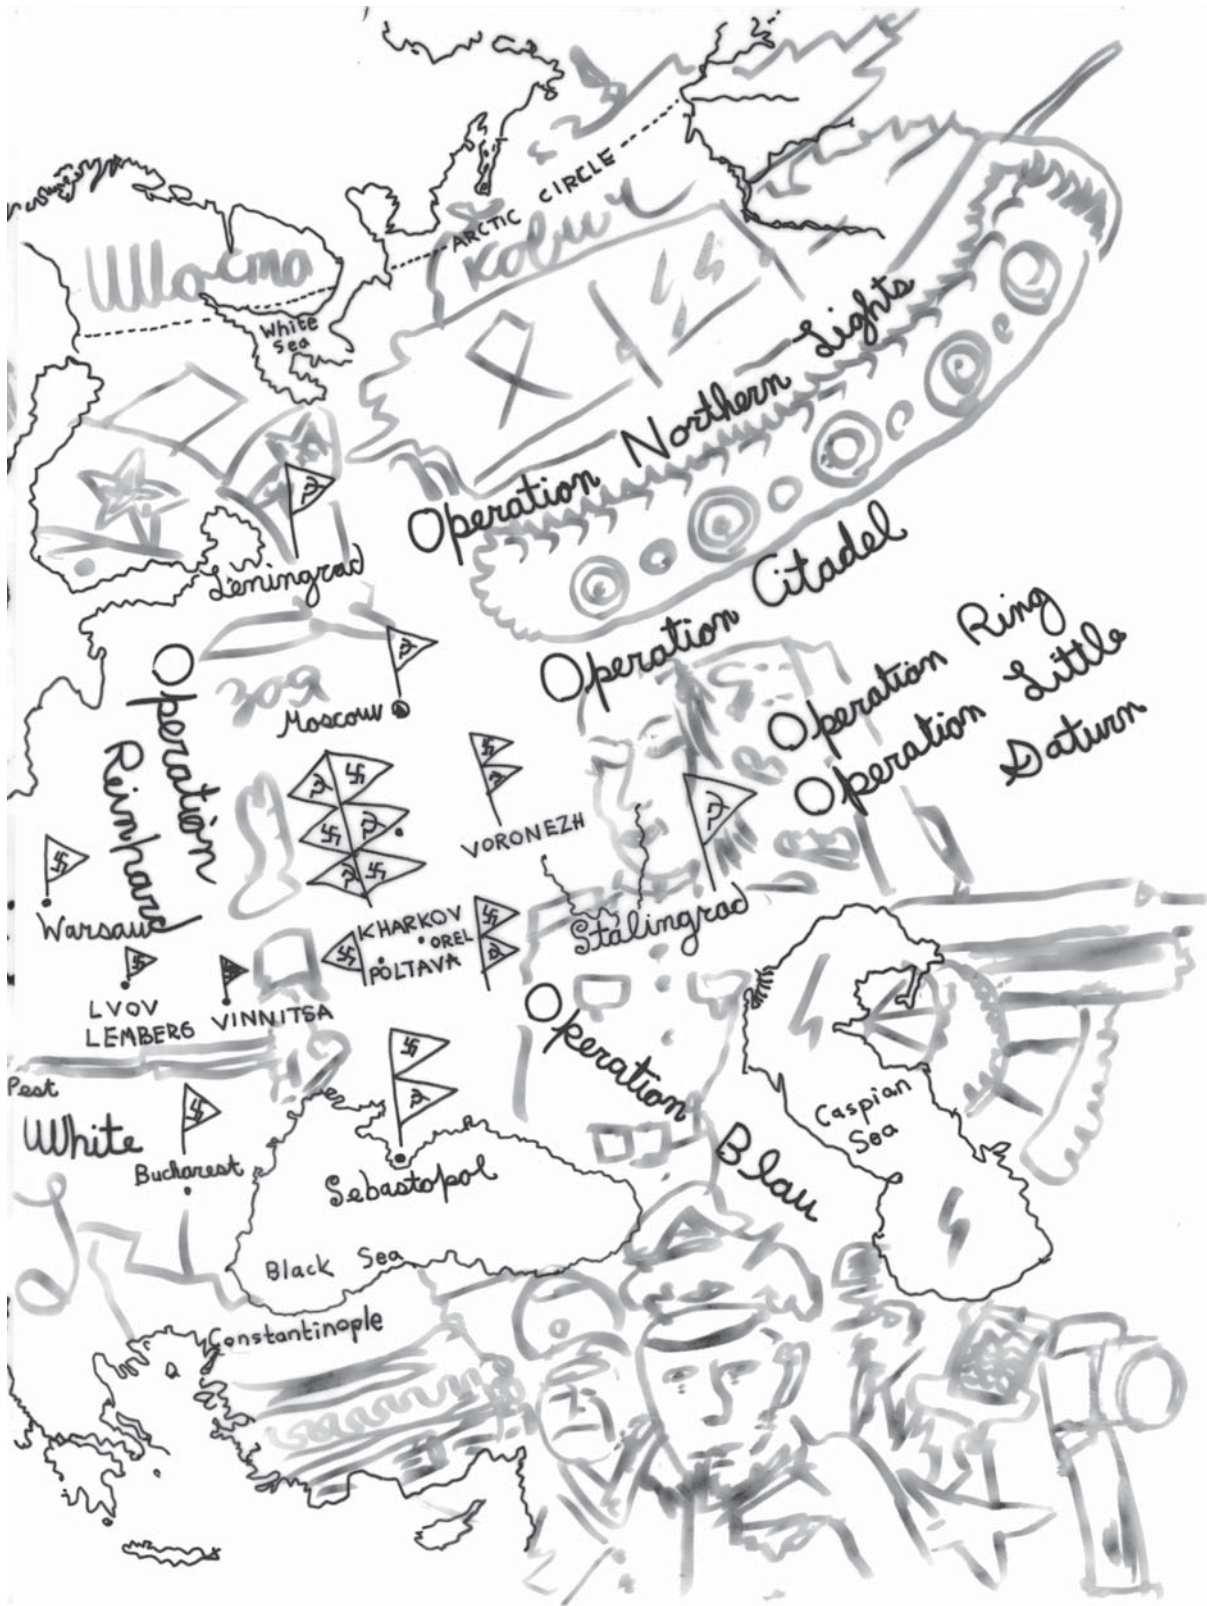 ARCTIC CIRCLE
White
Sea
Operation Northern Lights
Leningrad
Operation Citadel
Operation
Reinhard
Moscow
Operation Ring
Operation Little
Saturn
VORONEZH
Warsaw
Stalingrad
KHARKOV
OREL
POLTAVA
LVOV
LEMBERG
VINNITSA
Operation
Blau
Pest
White
Bucharest
Caspian
Sea
Sebastopol
Black Sea
Constantinople